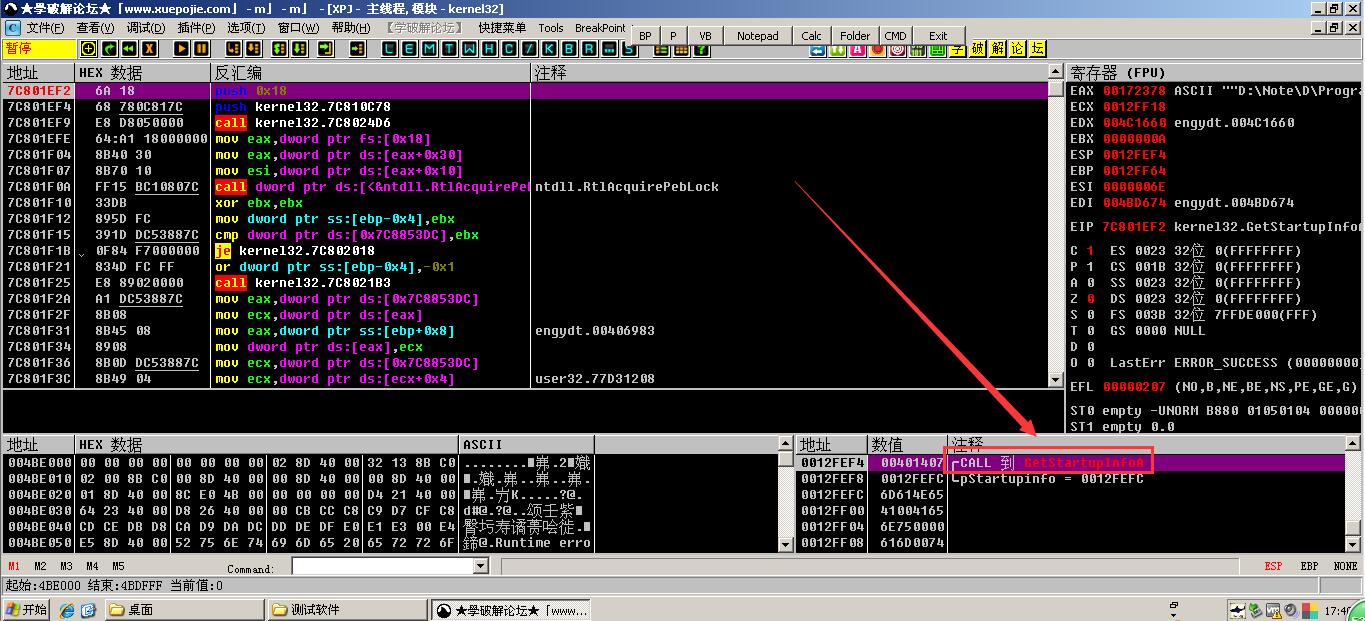 ★学破解论坛★「www.xuepojie.com」 - m」 - m」 - [XPJ - 主线程, 模块 - kernel32]
文件(F) 查看(V) 调试(D) 插件(P) 选项(T) 窗口(W) 帮助(H) 【学破解论坛】 快捷菜单 Tools BreakPoint
BP P VB Notepad Calc Folder CMD Exit
暂停 L E M T W H C / K B R ... S 字 破 解 论 坛
地址 HEX 数据 反汇编 注释
7C801EF2 6A 18 push 0x18
7C801EF4 68 780C817C push kernel32.7C810C78
7C801EF9 E8 D8050000 call kernel32.7C8024D6
7C801EFE 64:A1 18000000 mov eax,dword ptr fs:[0x18]
7C801F04 8B40 30 mov eax,dword ptr ds:[eax+0x30]
7C801F07 8B70 10 mov esi,dword ptr ds:[eax+0x10]
7C801F0A FF15 BC10807C call dword ptr ds:[<&ntdll.RtlAcquirePeb ntdll.RtlAcquirePebLock
7C801F10 33DB xor ebx,ebx
7C801F12 895D FC mov dword ptr ss:[ebp-0x4],ebx
7C801F15 391D DC53887C cmp dword ptr ds:[0x7C8853DC],ebx
7C801F1B 0F84 F7000000 je kernel32.7C802018
7C801F21 834D FC FF or dword ptr ss:[ebp-0x4],-0x1
7C801F25 E8 89020000 call kernel32.7C8021B3
7C801F2A A1 DC53887C mov eax,dword ptr ds:[0x7C8853DC]
7C801F2F 8B08 mov ecx,dword ptr ds:[eax]
7C801F31 8B45 08 mov eax,dword ptr ss:[ebp+0x8] engydt.00406983
7C801F34 8908 mov dword ptr ds:[eax],ecx
7C801F36 8B0D DC53887C mov ecx,dword ptr ds:[0x7C8853DC]
7C801F3C 8B49 04 mov ecx,dword ptr ds:[ecx+0x4] user32.77D31208
寄存器 (FPU)
EAX 00172378 ASCII ""D:\Note\D\Progra
ECX 0012FF18
EDX 004C1660 engydt.004C1660
EBX 0000000A
ESP 0012FEF4
EBP 0012FF64
ESI 0000006E
EDI 004BD674 engydt.004BD674
EIP 7C801EF2 kernel32.GetStartupInfo
C 1 ES 0023 32位 0(FFFFFFFF)
P 1 CS 001B 32位 0(FFFFFFFF)
A 0 SS 0023 32位 0(FFFFFFFF)
Z 0 DS 0023 32位 0(FFFFFFFF)
S 0 FS 003B 32位 7FFDE000(FFF)
T 0 GS 0000 NULL
D 0
O 0 LastErr ERROR_SUCCESS (00000000)
EFL 00000207 (NO,B,NE,BE,NS,PE,GE,G)
ST0 empty -UNORM B880 01050104 000000
ST1 empty 0.0
地址 HEX 数据 ASCII
004BE000 00 00 00 00 00 00 00 00 02 8D 40 00 32 13 8B C0
004BE010 02 00 8B C0 00 8D 40 00 00 8D 40 00 00 8D 40 00
004BE020 01 8D 40 00 8C E0 4B 00 00 00 00 00 D4 21 40 00
004BE030 64 23 40 00 D8 26 40 00 00 CB CC C8 C9 D7 CF C8
004BE040 CD CE DB D8 CA D9 DA DC DD DE DF E0 E1 E3 00 E4
004BE050 E5 8D 40 00 52 75 6E 74 69 6D 65 20 65 72 72 6F .Runtime erro
地址 数值 注释
0012FEF4 00401407 CALL 到 GetStartupInfoA
0012FEF8 0012FEFC pStartupinfo = 0012FEFC
0012FEFC 6D614E65
0012FF00 41004165
0012FF04 6E750000
0012FF08 616D0074
M1 M2 M3 M4 M5 Command: ESP EBP NONE
起始:4BE000 结束:4BDFFF 当前值:0
开始 桌面 测试软件 ★学破解论坛★「www... 17:4